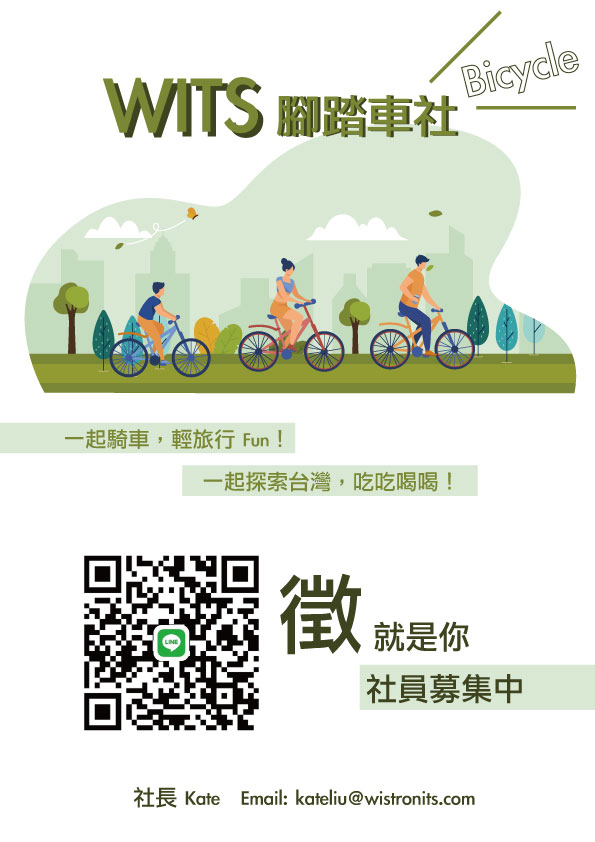 Bicycle
WITS 腳踏車社
一起騎車，輕旅行 Fun！
一起探索台灣，吃吃喝喝！
LINE
徵 就是你
社員募集中
社長 Kate Email: kateliu@wistronits.com